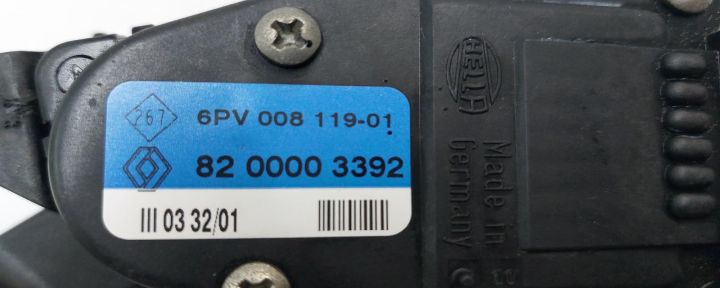 267 6PV 008 119-01
82 0000 3392
III 03 32/01
HELLA
Made in
Germany